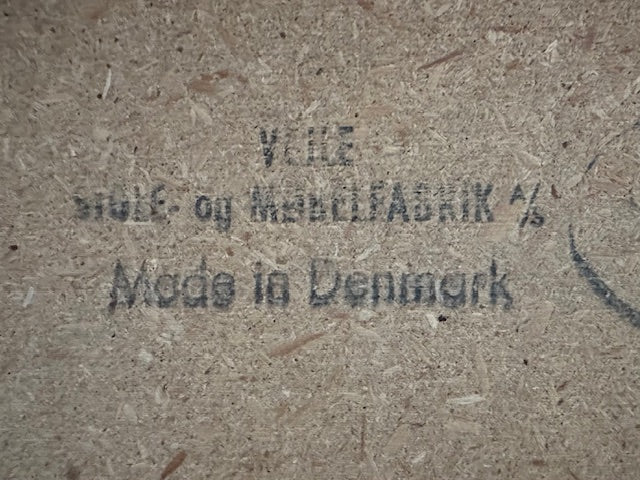 VEJLE
STOLE- og MØBELFABRIK A/S
Made in Denmark